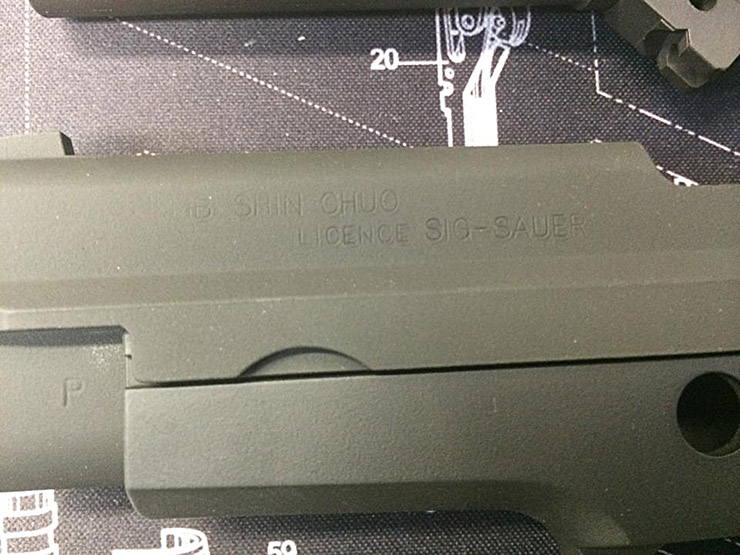 20
B SHIN CHUO
LICENCE SIG-SAUER
P